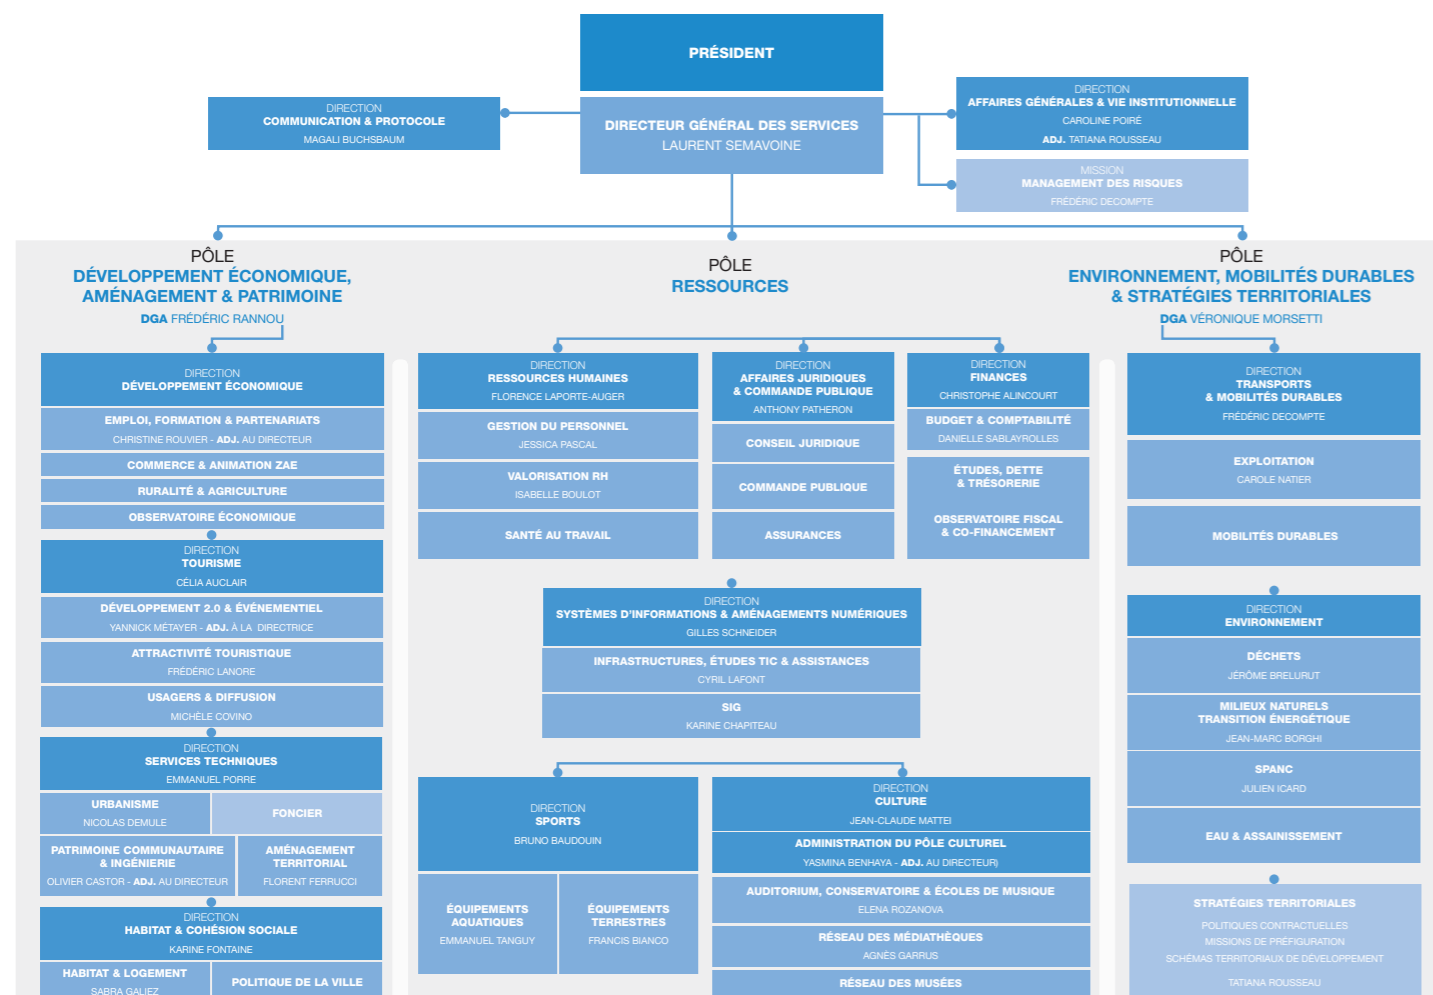 PRÉSIDENT
DIRECTEUR GÉNÉRAL DES SERVICES
LAURENT SEMAVOINE
DIRECTION
COMMUNICATION & PROTOCOLE
MAGALI BUCHSBAUM
DIRECTION
AFFAIRES GÉNÉRALES & VIE INSTITUTIONNELLE
CAROLINE POIRÉ
ADJ. TATIANA ROUSSEAU
MISSION
MANAGEMENT DES RISQUES
FRÉDÉRIC DECOMPTE
PÔLE
DÉVELOPPEMENT ÉCONOMIQUE,
AMÉNAGEMENT & PATRIMOINE
DGA FRÉDÉRIC RANNOU
DIRECTION
DÉVELOPPEMENT ÉCONOMIQUE
EMPLOI, FORMATION & PARTENARIATS
CHRISTINE ROUVIER - ADJ. AU DIRECTEUR
COMMERCE & ANIMATION ZAE
RURALITÉ & AGRICULTURE
OBSERVATOIRE ÉCONOMIQUE
DIRECTION
TOURISME
CÉLIA AUCLAIR
DÉVELOPPEMENT 2.0 & ÉVÉNEMENTIEL
YANNICK MÉTAYER - ADJ. À LA DIRECTRICE
ATTRACTIVITÉ TOURISTIQUE
FRÉDÉRIC LANORE
USAGERS & DIFFUSION
MICHÈLE COVINO
DIRECTION
SERVICES TECHNIQUES
EMMANUEL PORRE
URBANISME
NICOLAS DEMULE
FONCIER
PATRIMOINE COMMUNAUTAIRE
& INGÉNIERIE
OLIVIER CASTOR - ADJ. AU DIRECTEUR
AMÉNAGEMENT
TERRITORIAL
FLORENT FERRUCCI
DIRECTION
HABITAT & COHÉSION SOCIALE
KARINE FONTAINE
HABITAT & LOGEMENT
SABRA GALIEZ
POLITIQUE DE LA VILLE
PÔLE
RESSOURCES
DIRECTION
RESSOURCES HUMAINES
FLORENCE LAPORTE-AUGER
GESTION DU PERSONNEL
JESSICA PASCAL
VALORISATION RH
ISABELLE BOULOT
SANTÉ AU TRAVAIL
DIRECTION
AFFAIRES JURIDIQUES
& COMMANDE PUBLIQUE
ANTHONY PATHERON
CONSEIL JURIDIQUE
COMMANDE PUBLIQUE
ASSURANCES
DIRECTION
FINANCES
CHRISTOPHE ALINCOURT
BUDGET & COMPTABILITÉ
DANIELLE SABLAYROLLES
ÉTUDES, DETTE
& TRÉSORERIE
OBSERVATOIRE FISCAL
& CO-FINANCEMENT
DIRECTION
SYSTÈMES D'INFORMATIONS & AMÉNAGEMENTS NUMÉRIQUES
GILLES SCHNEIDER
INFRASTRUCTURES, ÉTUDES TIC & ASSISTANCES
CYRIL LAFONT
SIG
KARINE CHAPITEAU
DIRECTION
SPORTS
BRUNO BAUDOUIN
ÉQUIPEMENTS
AQUATIQUES
EMMANUEL TANGUY
ÉQUIPEMENTS
TERRESTRES
FRANCIS BIANCO
DIRECTION
CULTURE
JEAN-CLAUDE MATTEI
ADMINISTRATION DU PÔLE CULTUREL
YASMINA BENHAYA - ADJ. AU DIRECTEUR)
AUDITORIUM, CONSERVATOIRE & ÉCOLES DE MUSIQUE
ELENA ROZANOVA
RÉSEAU DES MÉDIATHÈQUES
AGNÈS GARRUS
RÉSEAU DES MUSÉES
PÔLE
ENVIRONNEMENT, MOBILITÉS DURABLES
& STRATÉGIES TERRITORIALES
DGA VÉRONIQUE MORSETTI
DIRECTION
TRANSPORTS
& MOBILITÉS DURABLES
FRÉDÉRIC DECOMPTE
EXPLOITATION
CAROLE NATIER
MOBILITÉS DURABLES
DIRECTION
ENVIRONNEMENT
DÉCHETS
JÉRÔME BRELURUT
MILIEUX NATURELS
TRANSITION ÉNERGÉTIQUE
JEAN-MARC BORGHI
SPANC
JULIEN ICARD
EAU & ASSAINISSEMENT
STRATÉGIES TERRITORIALES
POLITIQUES CONTRACTUELLES
MISSIONS DE PRÉFIGURATION
SCHÉMAS TERRITORIAUX DE DÉVELOPPEMENT
TATIANA ROUSSEAU